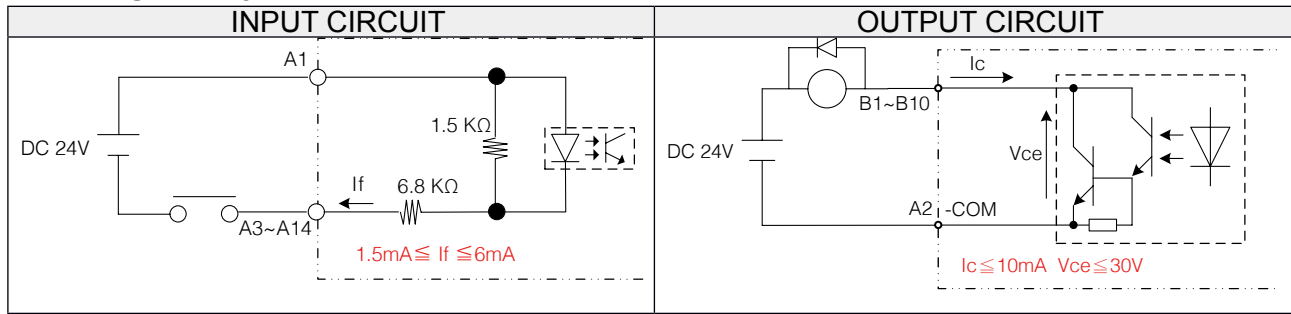 INPUT CIRCUIT
OUTPUT CIRCUIT
A1
DC 24V
1.5 KΩ
If
6.8 KΩ
A3~A14
1.5mA≦ If ≦6mA
Ic
B1~B10
DC 24V
Vce
A2
-COM
Ic≦10mA Vce≦30V